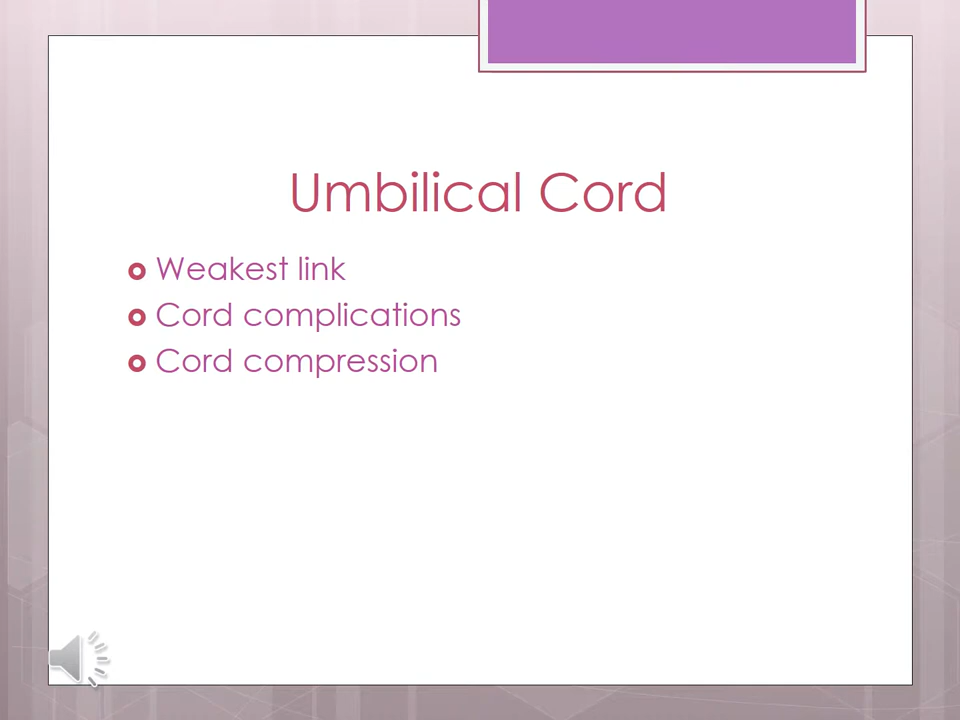 Umbilical Cord
Weakest link
Cord complications
Cord compression